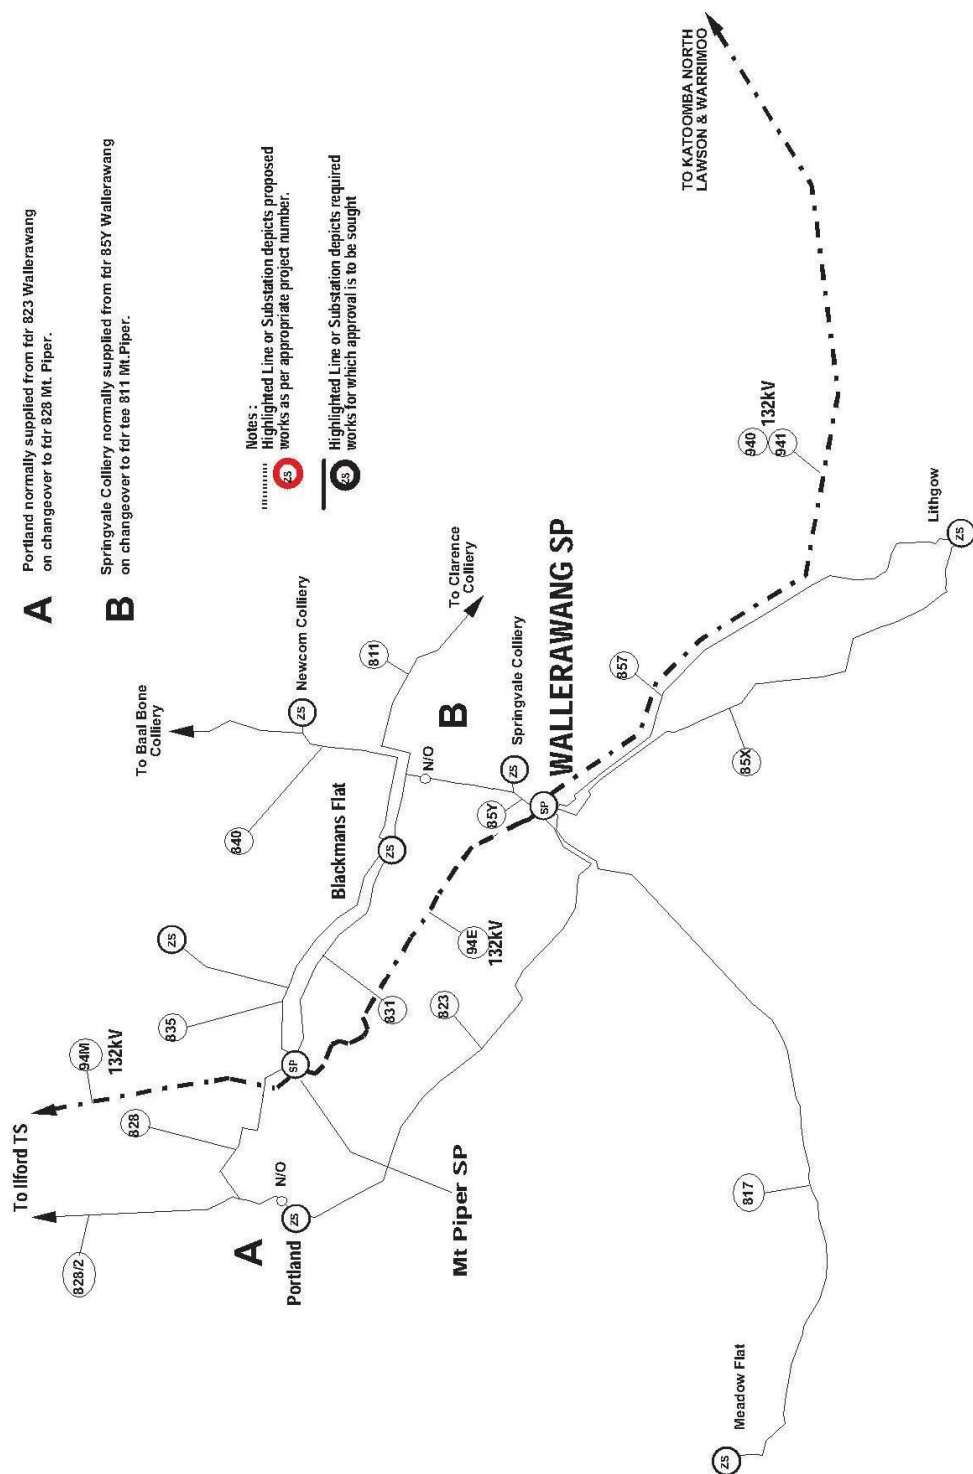 A
Portland normally supplied from fdr 823 Wallerawang
on changeover to fdr 828 Mt. Piper.
B
Springvale Colliery normally supplied from fdr 85Y Wallerawang
on changeover to fdr tee 811 Mt.Piper.
Notes :
Highlighted Line or Substation depicts proposed
works as per appropriate project number.
ZS
Highlighted Line or Substation depicts required
works for which approval is to be sought
ZS
TO KATOOMBA NORTH
LAWSON & WARRIMOO
To Ilford TS
94M
132kV
828/2
828
835
ZS
840
To Baal Bone
Colliery
Newcom Colliery
ZS
811
To Clarence
Colliery
A
Portland
ZS
N/O
SP
Mt Piper SP
831
Blackmans Flat
ZS
N/O
B
ZS
Springvale Colliery
85Y
SP
WALLERAWANG SP
94E
132kV
823
857
85X
940
941
132kV
Lithgow
ZS
817
Meadow Flat
ZS